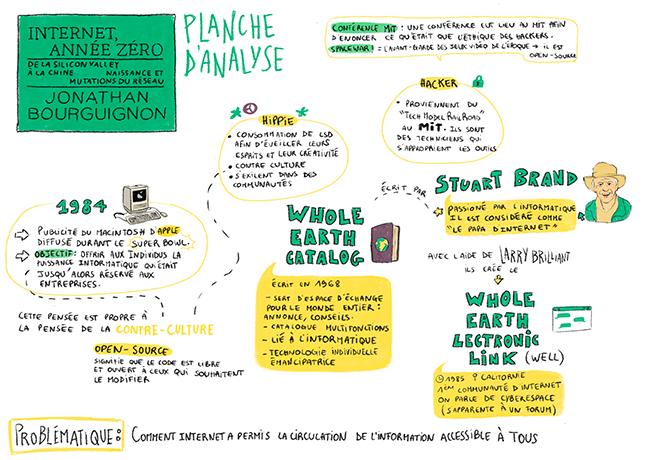 INTERNET,
ANNÉE ZÉRO
DE LA SILICON VALLEY
À LA CHINE NAISSANCE ET
MUTATIONS DU RÉSEAU
JONATHAN
BOURGUIGNON
PLANCHE
D'ANALYSE
CONFÉRENCE MIT : UNE CONFÉRENCE EUT LIEU AU MIT AFIN
D'ENONCER CE QU'ÉTAIT QUE L'ÉTHIQUE DES HACKERS.
SPACEWAR! = L'AVANT-GARDE DES JEUX VIDÉO DE L'ÉPOQUE → IL EST
OPEN-SOURCE
HACKER
• PROVIENNENT DU
"TECH MODEL RAILROAD"
AU MIT. ILS SONT
DES TECHNICIENS QUI
S'APPROPRIENT LES OUTILS
HIPPIE
• CONSOMMATION DE LSD
AFIN D'ÉVEILLER LEURS
ESPRITS ET LEUR CRÉATIVITÉ
• CONTRE CULTURE
• S'EXILENT DANS DES
COMMUNAUTÉS
1984
⇒ PUBLICITÉ DU MACINTOSH D'APPLE
DIFFUSÉ DURANT LE SUPER BOWL.
⇒ OBJECTIF: OFFRIR AUX INDIVIDUS LA
PUISSANCE INFORMATIQUE QU'ÉTAIT
JUSQU'ALORS RÉSERVÉ AUX
ENTREPRISES.
CETTE PENSÉE EST PROPRE À
LA PENSÉE DE LA CONTRE-CULTURE
OPEN-SOURCE
SIGNIFIE QUE LE CODE EST LIBRE
ET OUVERT À CEUX QUI SOUHAITENT
LE MODIFIER
WHOLE
EARTH
CATALOG
ÉCRIT EN 1968
- SERT D'ESPACE D'ÉCHANGE
POUR LE MONDE ENTIER:
ANNONCE, CONSEILS.
- CATALOGUE MULTIFONCTIONS
- LIÉ À L'INFORMATIQUE
- TECHNOLOGIE INDIVIDUELLE
ÉMANCIPATRICE
ÉCRIT PAR
STUART BRAND
PASSIONÉ PAR L'INFORMATIQUE
IL EST CONSIDÉRÉ COMME
"LE PAPA D'INTERNET"
AVEC L'AIDE DE LARRY BRILLIANT
ILS CRÉE LE
WHOLE
EARTH
LECTRONIC
LINK (WELL)
1985 CALIFORNIE
1ÈRE COMMUNAUTÉ D'INTERNET
ON PARLE DE CYBERESPACE
(S'APPARENTE À UN FORUM)
PROBLÉMATIQUE: COMMENT INTERNET A PERMIS LA CIRCULATION DE L'INFORMATION ACCESSIBLE À TOUS